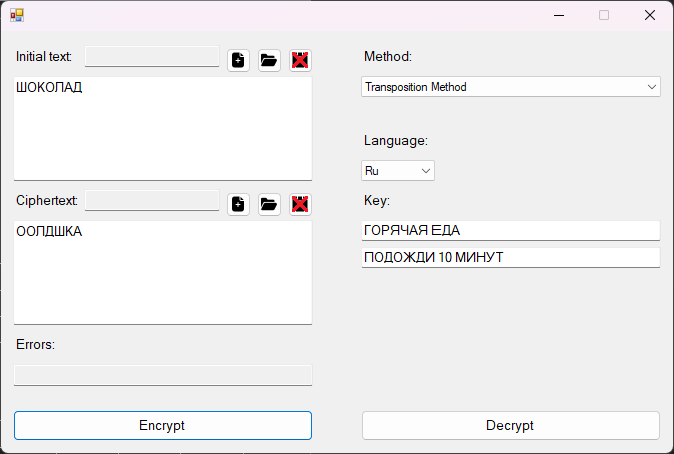 Initial text:
ШОКОЛАД
Ciphertext:
ООЛДШКА
Errors:
Encrypt
Method:
Transposition Method
Language:
Ru
Key:
ГОРЯЧАЯ ЕДА
ПОДОЖДИ 10 МИНУТ
Decrypt